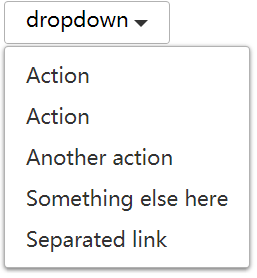 dropdown
Action
Action
Another action
Something else here
Separated link